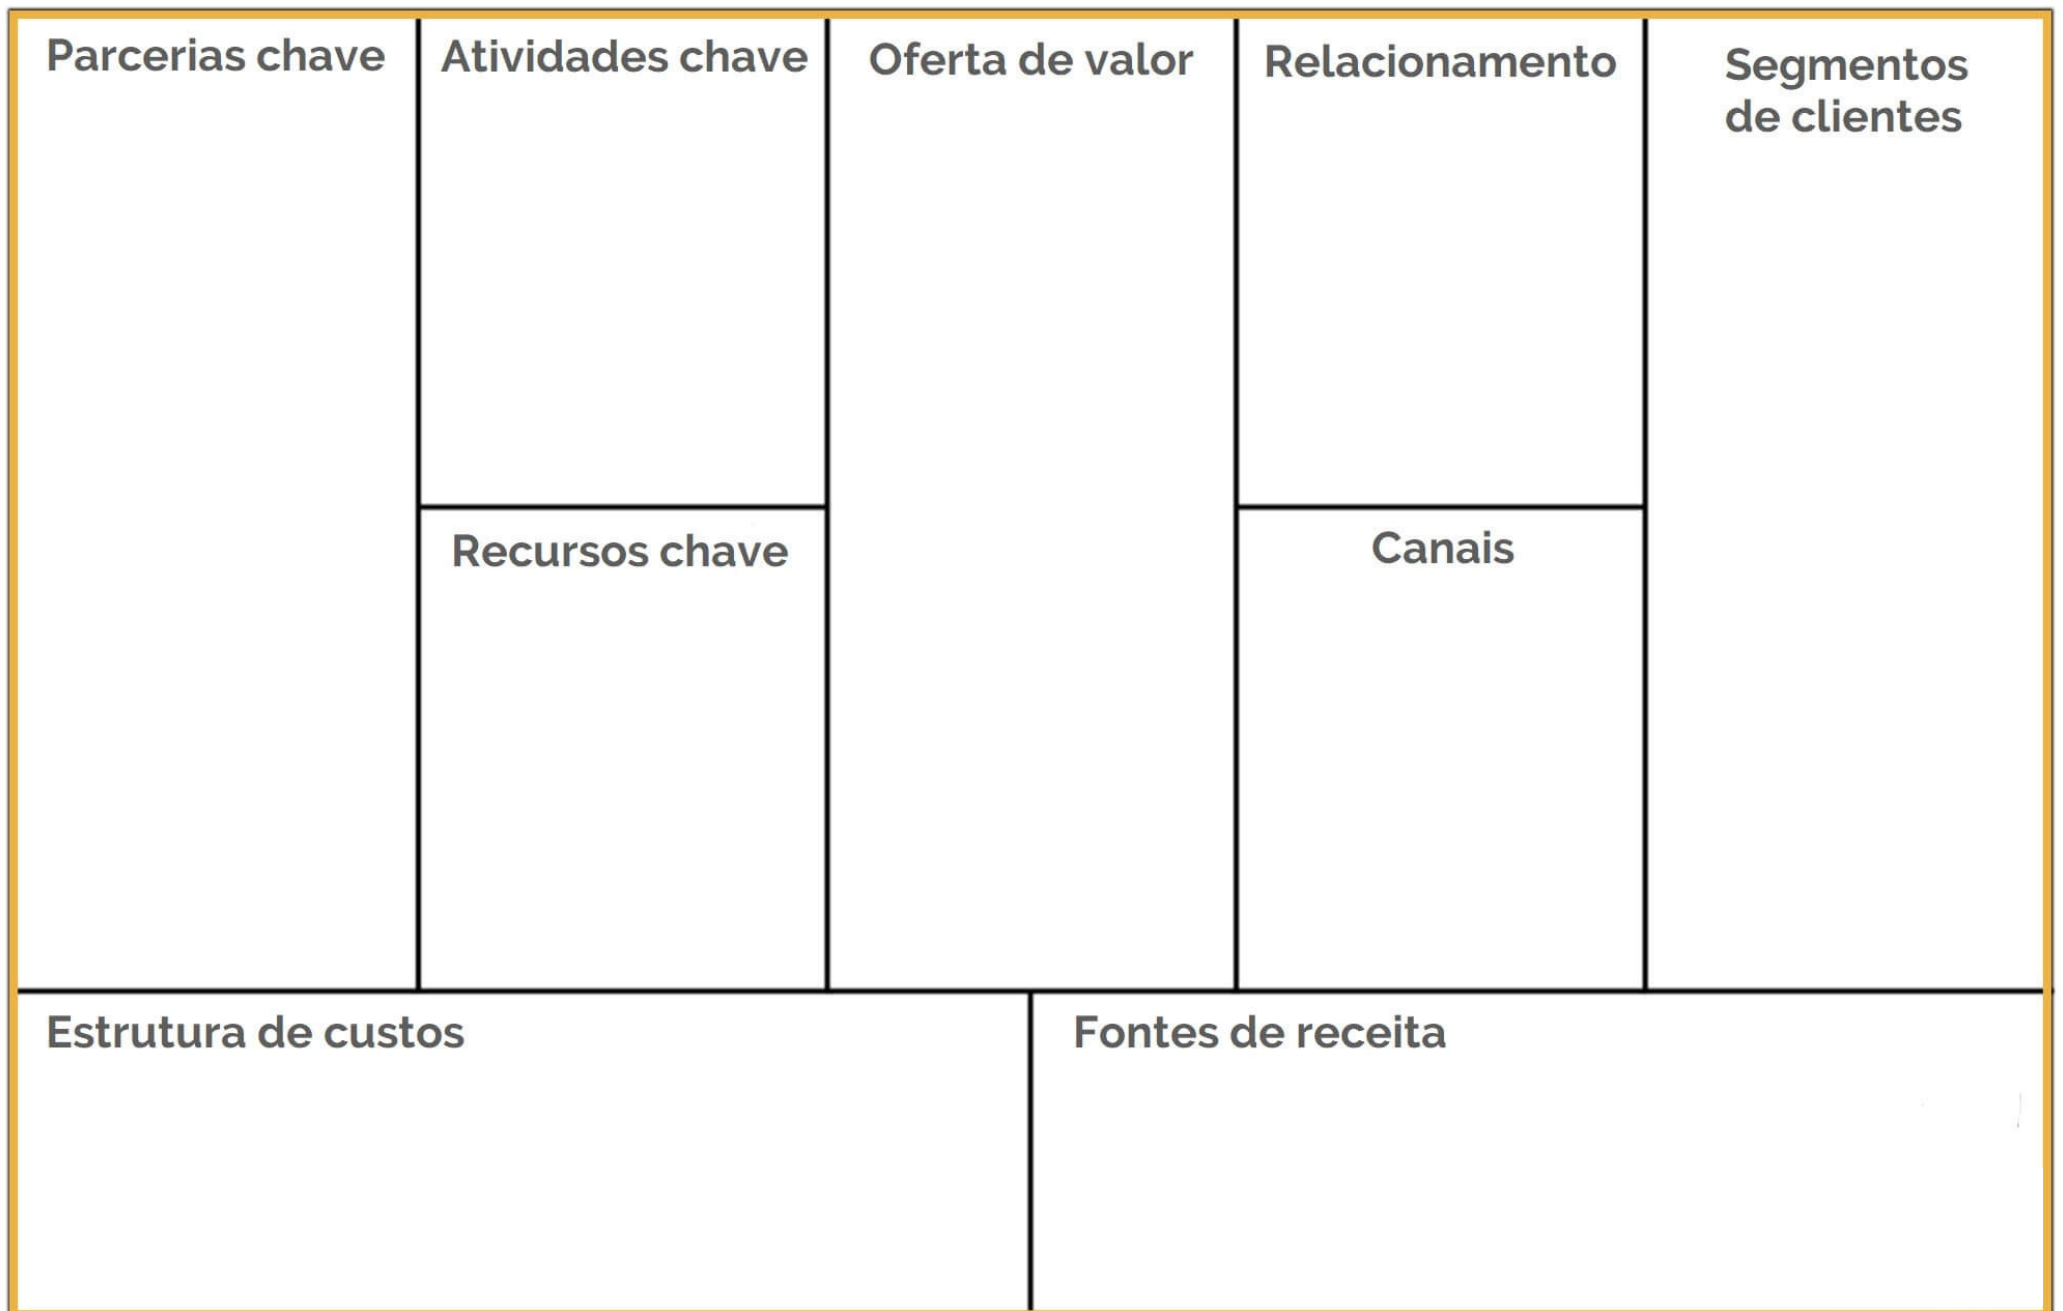 Parcerias chave
Atividades chave
Oferta de valor
Relacionamento
Segmentos
de clientes
Recursos chave
Canais
Estrutura de custos
Fontes de receita